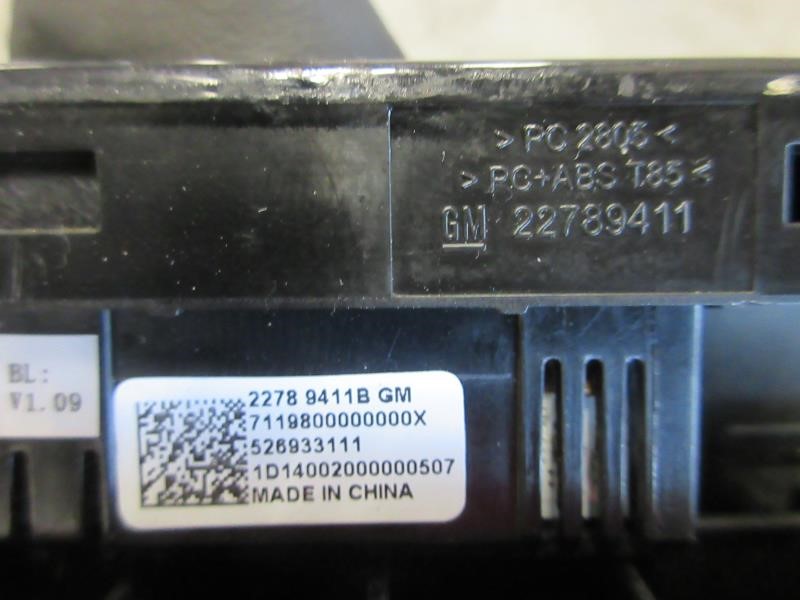 >PC 2805<
>PC+ABS T85<
GM 22789411
BL:
V1.09
2278 9411B GM
7119800000000X
526933111
1D14002000000507
MADE IN CHINA